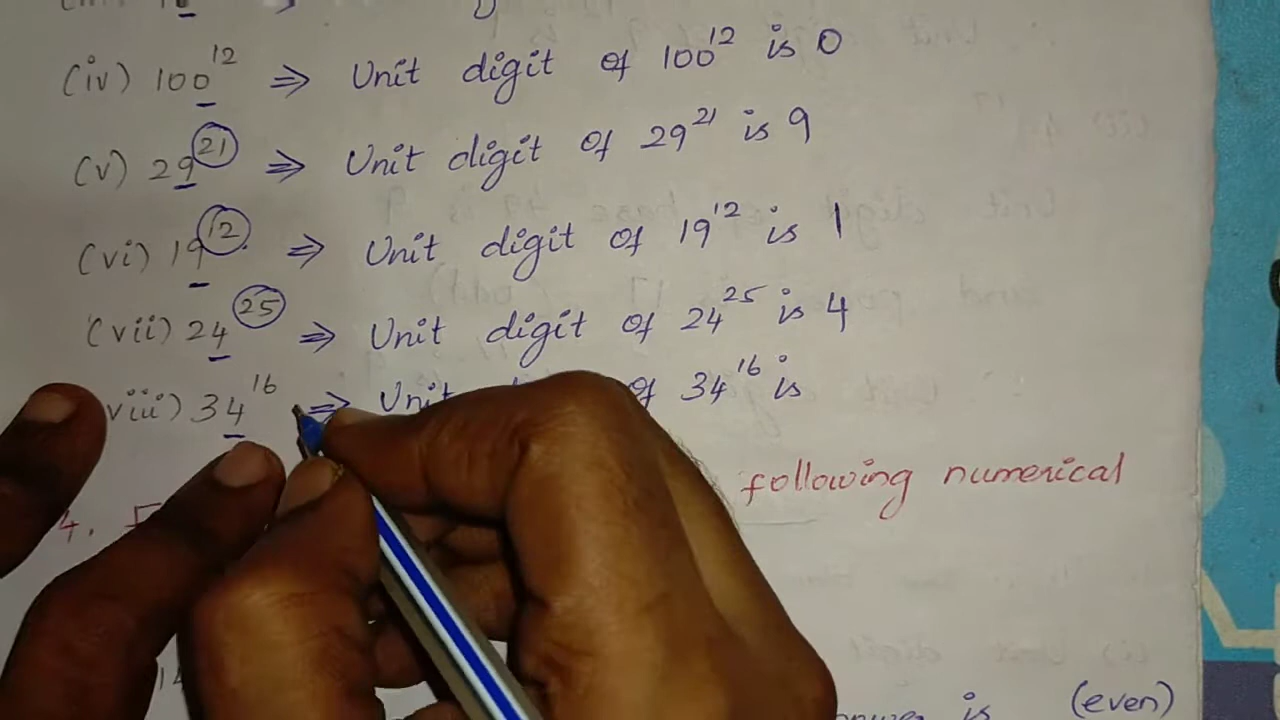 (iv) 100¹² ⇒ Unit digit of 100¹² is 0
(v) 29²¹ ⇒ Unit digit of 29²¹ is 9
(vi) 19¹² ⇒ Unit digit of 19¹² is 1
(vii) 24²⁵ ⇒ Unit digit of 24²⁵ is 4
viii) 34¹⁶ ⇒ Unit of 34¹⁶ is
4. following numerical
is (even)